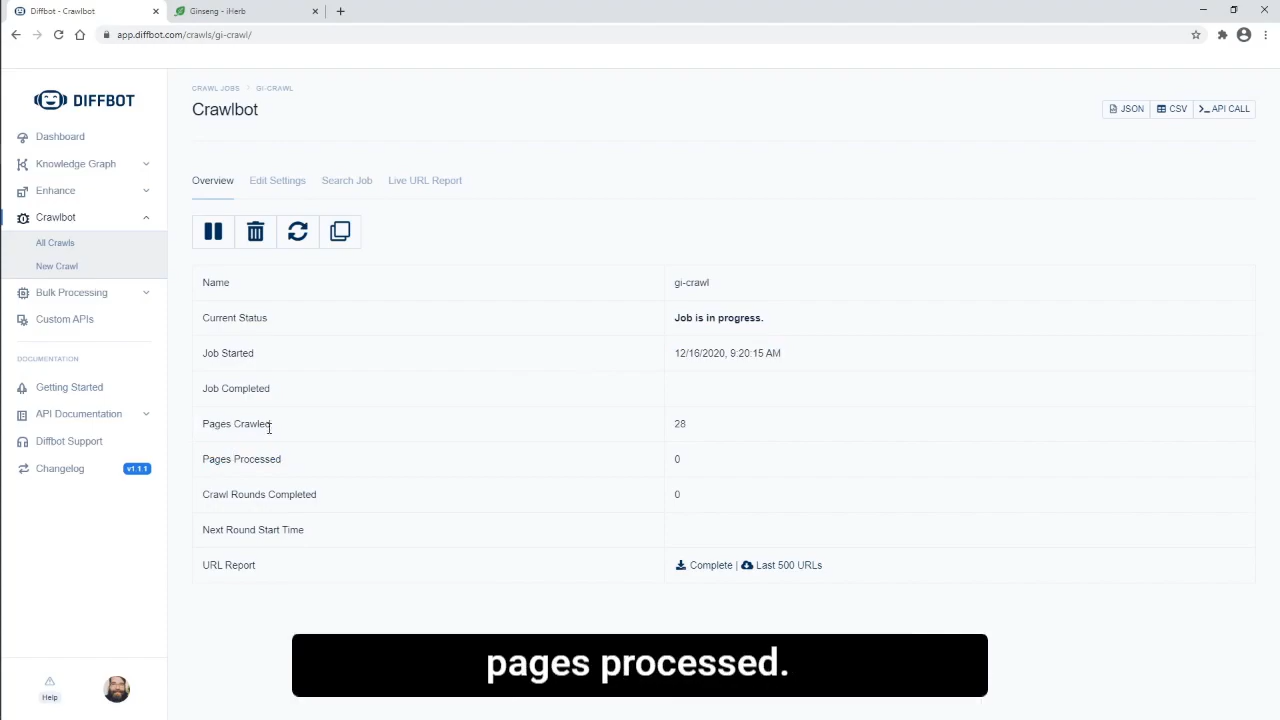 Diffbot - Crawlbot
Ginseng - iHerb
app.diffbot.com/crawls/gi-crawl/
DIFFBOT
Dashboard
Knowledge Graph
Enhance
Crawlbot
All Crawls
New Crawl
Bulk Processing
Custom APIs
DOCUMENTATION
Getting Started
API Documentation
Diffbot Support
Changelog v1.1.1
Help
CRAWL JOBS > GI-CRAWL
Crawlbot
JSON CSV >_ API CALL
Overview Edit Settings Search Job Live URL Report
Name gi-crawl
Current Status Job is in progress.
Job Started 12/16/2020, 9:20:15 AM
Job Completed
Pages Crawled 28
Pages Processed 0
Crawl Rounds Completed 0
Next Round Start Time
URL Report Complete | Last 500 URLs
pages processed.